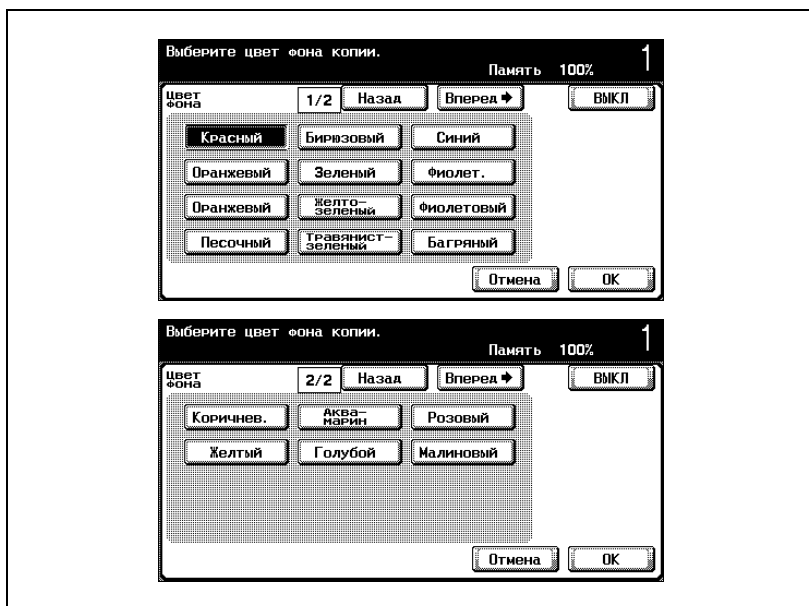 Выберите цвет фона копии.
Память 100% 1
Цвет фона 1/2 Назад Вперед ВЫКЛ
Красный Бирюзовый Синий
Оранжевый Зеленый Фиолет.
Оранжевый Желто-зеленый Фиолетовый
Песочный Травянист-зеленый Багряный
Отмена OK
Выберите цвет фона копии.
Память 100% 1
Цвет фона 2/2 Назад Вперед ВЫКЛ
Коричнев. Аква-марин Розовый
Желтый Голубой Малиновый
Отмена OK